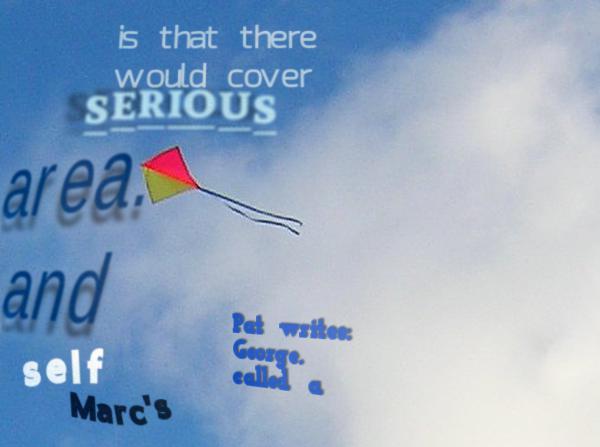 is that there
would cover
SERIOUS
area.
and
Pat writes:
George.
called a
self
Marc's